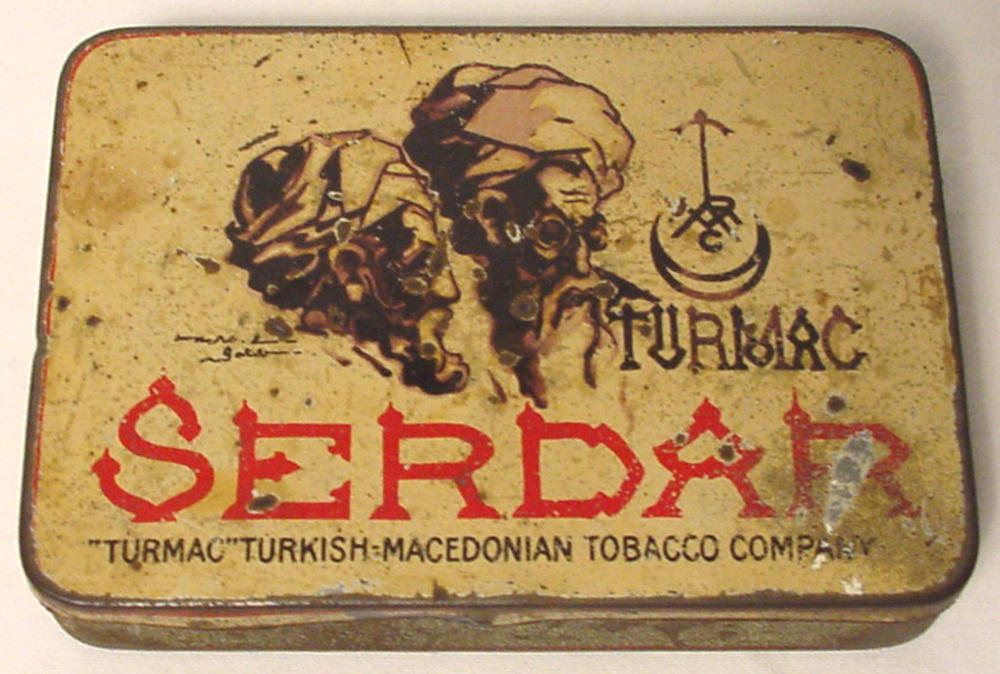 TURMAC
SERDAR
"TURMAC" TURKISH-MACEDONIAN TOBACCO COMPANY